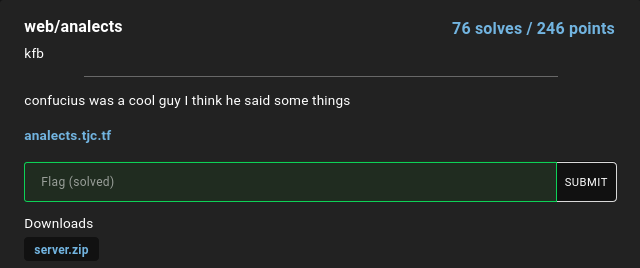 web/analects
76 solves / 246 points
kfb
confucius was a cool guy I think he said some things
analects.tjc.tf
Flag (solved)
SUBMIT
Downloads
server.zip